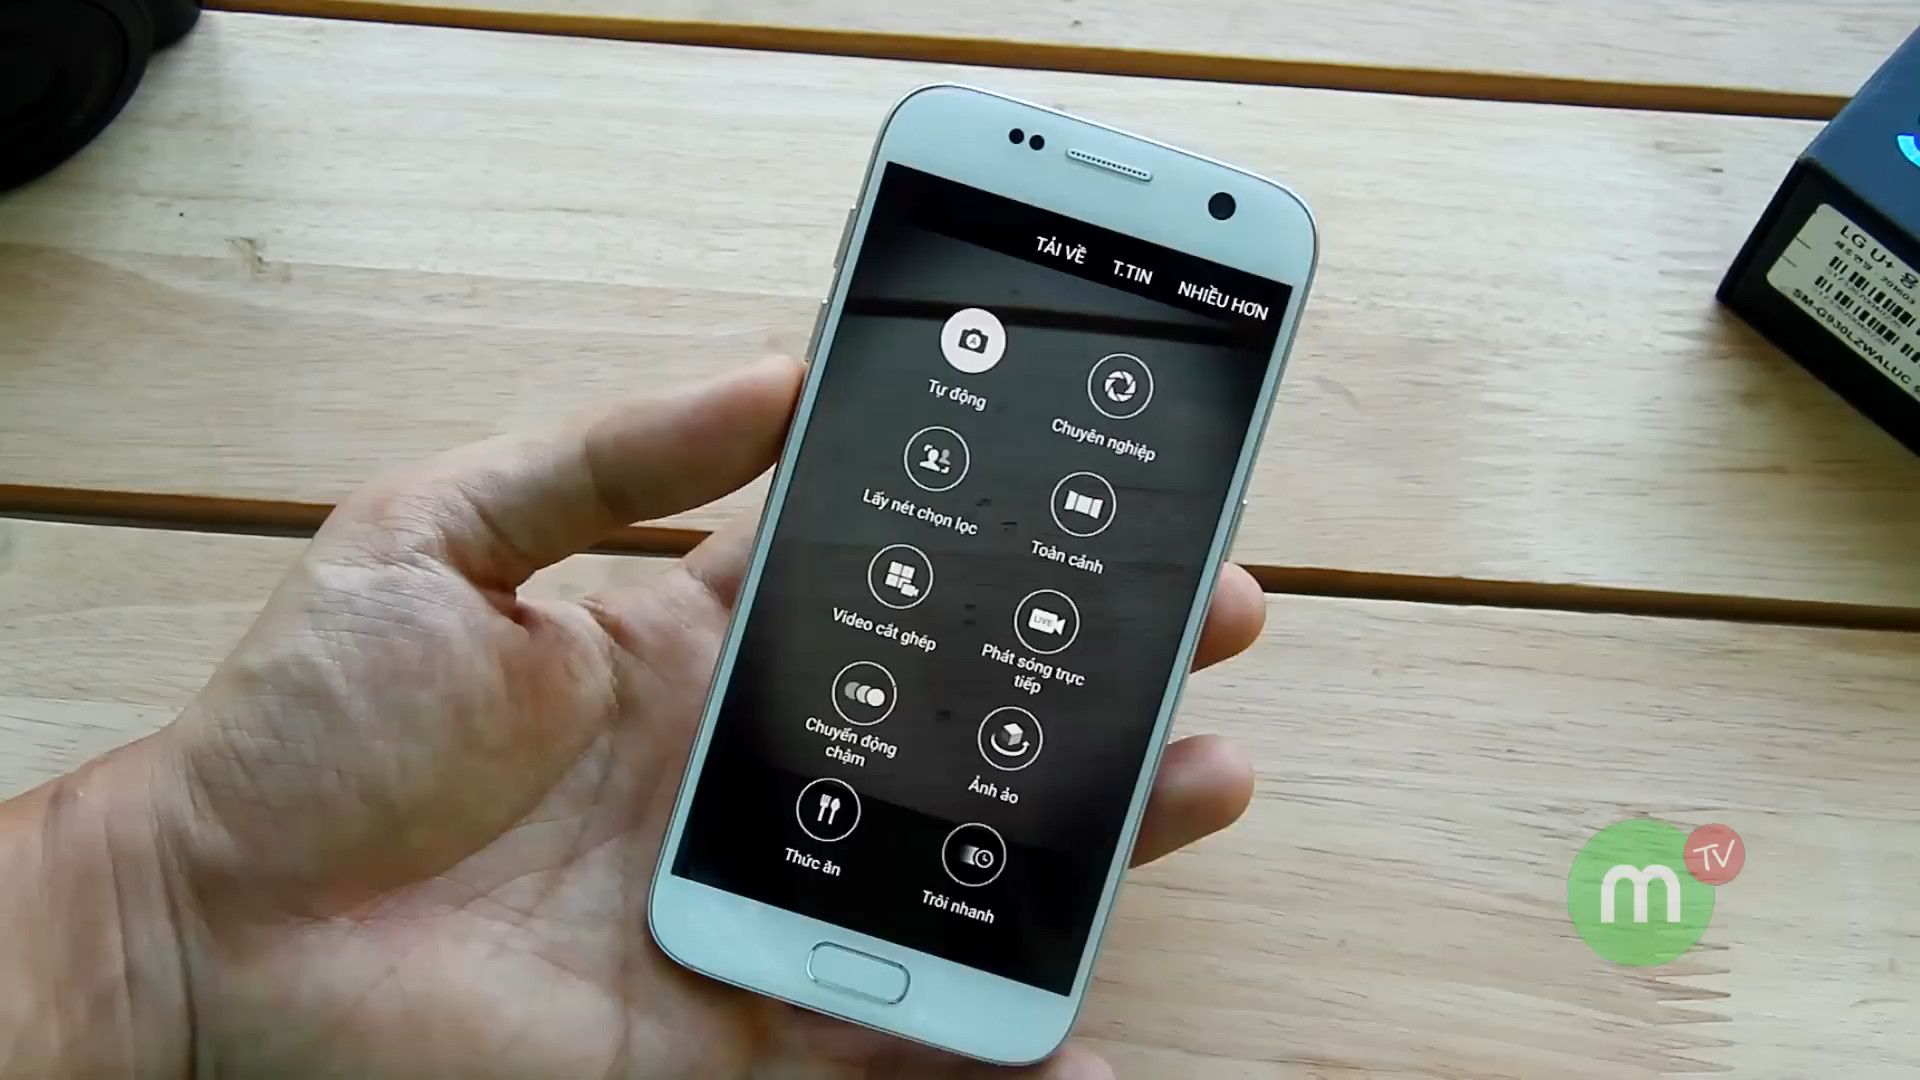 TẢI VỀ T.TIN NHIỀU HƠN
Tự động
Chuyên nghiệp
Lấy nét chọn lọc
Toàn cảnh
Video cắt ghép
LIVE
Phát sóng trực
tiếp
Chuyển động
chậm
Ảnh ảo
Thức ăn
Trôi nhanh
LG U+
SM-G930LZWALUC
m TV